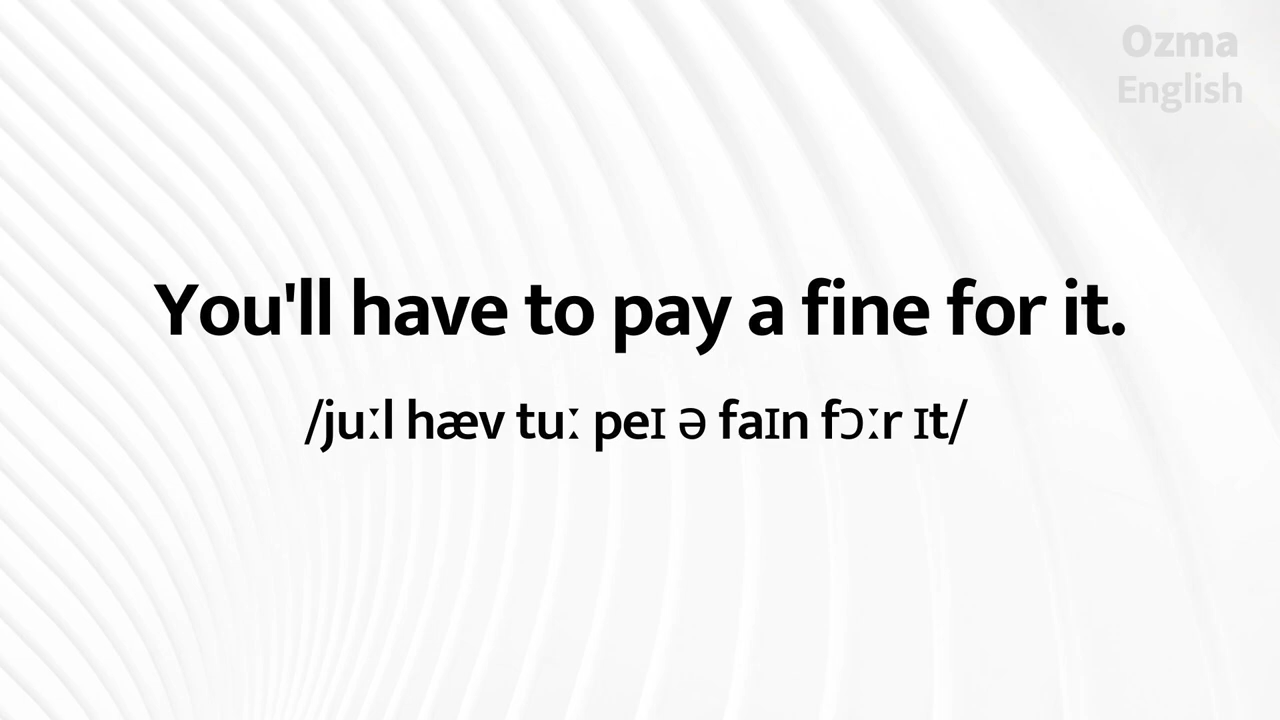 Ozma
English
You'll have to pay a fine for it.
/juːl hæv tuː peɪ ə faɪn fɔːr ɪt/